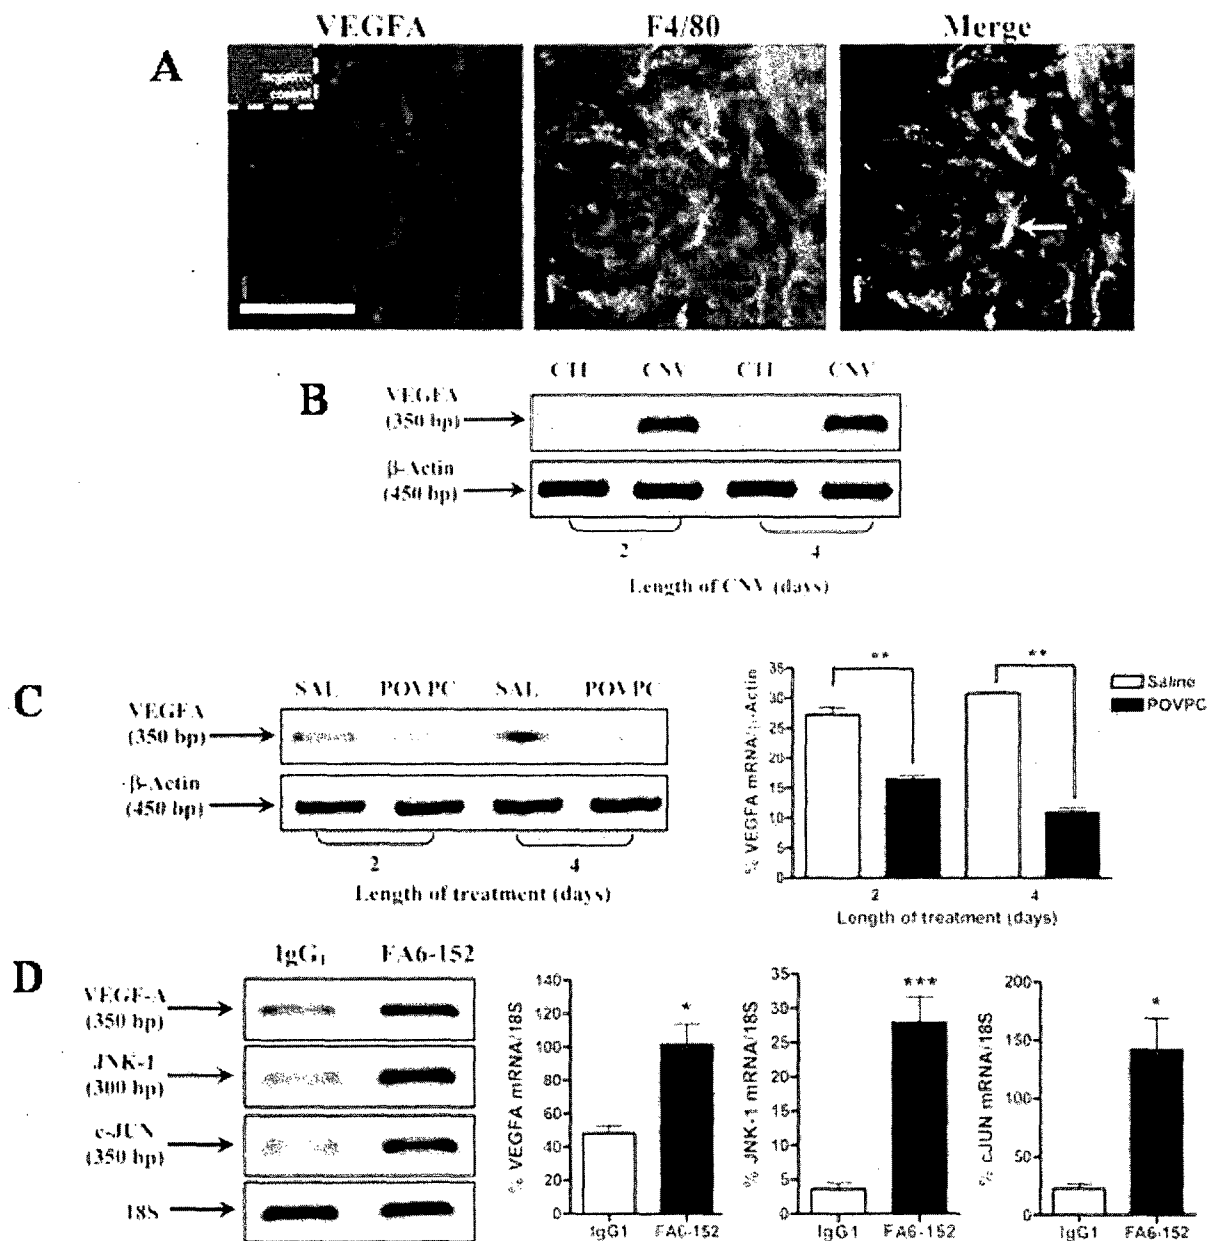 VEGFA F4/80 Merge
A
negative
control
CTL CNV CTL CNV
B
VEGFA
(350 bp)
β-Actin
(450 bp)
2 4
Length of CNV (days)
C
SAL POVPC SAL POVPC
VEGFA
(350 bp)
β-Actin
(450 bp)
2 4
Length of treatment (days)
% VEGFA mRNA/β-Actin
35
30
25
20
15
10
5
0
** **
Saline
POVPC
2 4
Length of treatment (days)
D
IgG1 FA6-152
VEGF-A
(350 bp)
JNK-1
(300 bp)
c-JUN
(350 bp)
18S
% VEGFA mRNA/18S
140
120
100
80
60
40
20
0
*
IgG1 FA6-152
% JNK-1 mRNA/18S
35
30
25
20
15
10
5
0
***
IgG1 FA6-152
% cJUN mRNA/18S
200
150
100
50
0
*
IgG1 FA6-152